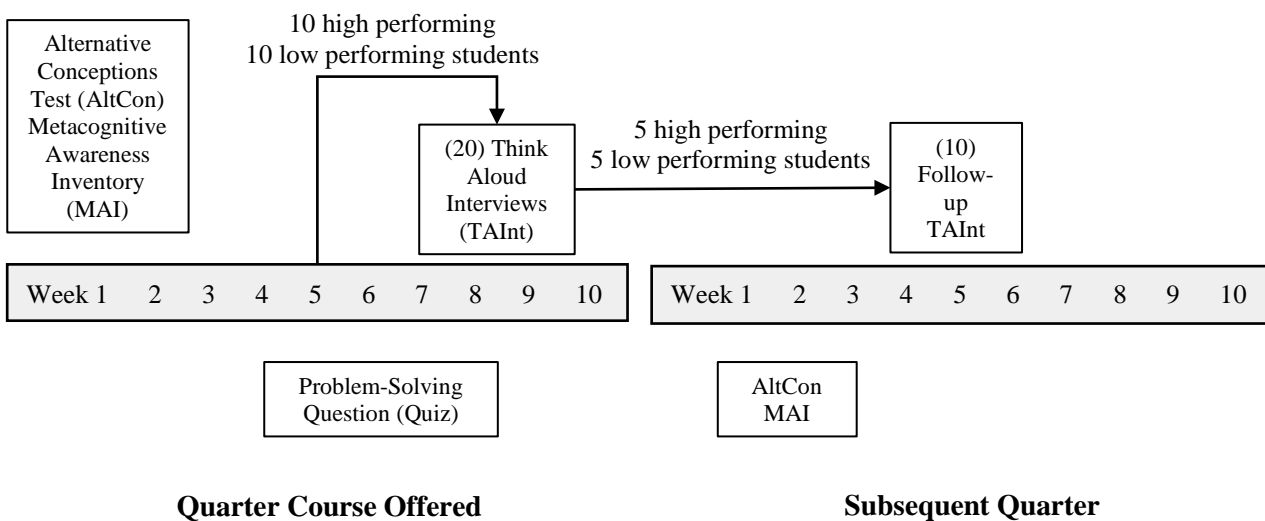 Alternative
Conceptions
Test (AltCon)
Metacognitive
Awareness
Inventory
(MAI)
10 high performing
10 low performing students
(20) Think
Aloud
Interviews
(TAInt)
5 high performing
5 low performing students
(10)
Follow-
up
TAInt
Week 1 2 3 4 5 6 7 8 9 10
Week 1 2 3 4 5 6 7 8 9 10
Problem-Solving
Question (Quiz)
AltCon
MAI
Quarter Course Offered
Subsequent Quarter